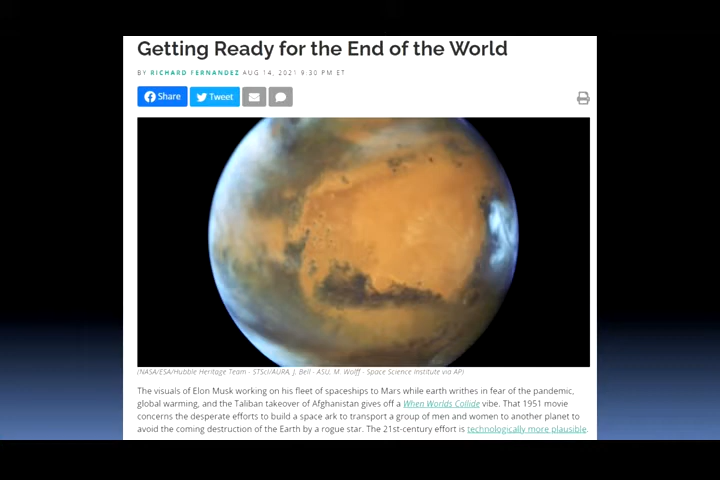 Getting Ready for the End of the World
BY RICHARD FERNANDEZ AUG 14, 2021 9:30 PM ET
Share Tweet
(NASA/ESA/Hubble Heritage Team - STScI/AURA, J. Bell - ASU, M. Wolff - Space Science Institute via AP)
The visuals of Elon Musk working on his fleet of spaceships to Mars while earth writhes in fear of the pandemic,
global warming, and the Taliban takeover of Afghanistan gives off a When Worlds Collide vibe. That 1951 movie
concerns the desperate efforts to build a space ark to transport a group of men and women to another planet to
avoid the coming destruction of the Earth by a rogue star. The 21st-century effort is technologically more plausible.